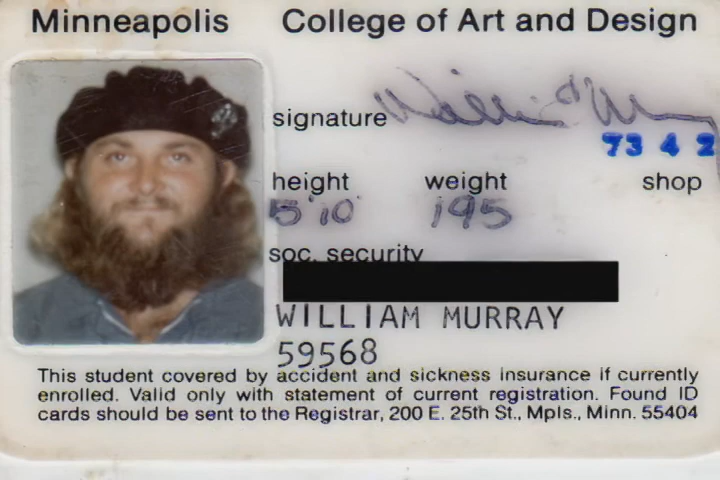 Minneapolis College of Art and Design
signature William Murray
73 4 2
height weight shop
5'10" 195
soc. security
WILLIAM MURRAY
59568
This student covered by accident and sickness insurance if currently
enrolled. Valid only with statement of current registration. Found ID
cards should be sent to the Registrar, 200 E. 25th St., Mpls., Minn. 55404